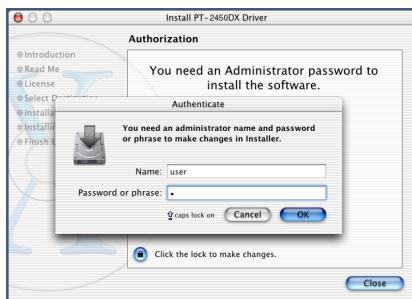 Install PT-2450DX Driver
Authorization
Introduction
Read Me
License
Select
You need an Administrator password to
install the software.
Authenticate
You need an administrator name and password
or phrase to make changes in Installer.
Name: user
Password or phrase: •
caps lock on
Cancel
OK
Click the lock to make changes.
Close